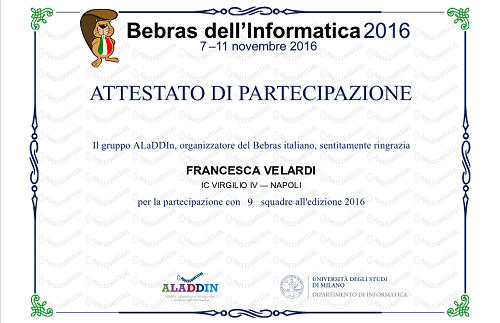 Bebras dell'Informatica 2016
7–11 novembre 2016
ATTESTATO DI PARTECIPAZIONE
Il gruppo ALaDDIn, organizzatore del Bebras italiano, sentitamente ringrazia
FRANCESCA VELARDI
IC VIRGILIO IV — NAPOLI
per la partecipazione con 9 squadre all'edizione 2016
ALADDIN
UNIVERSITÀ DEGLI STUDI
DI MILANO
DIPARTIMENTO DI INFORMATICA